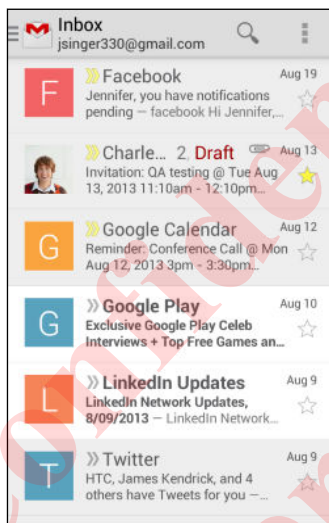 Inbox
jsinger330@gmail.com
F
Facebook
Aug 19
Jennifer, you have notifications
pending – facebook Hi Jennifer,...
Charle... 2, Draft
Aug 13
Invitation: QA testing @ Tue Aug
13, 2013 11:10am - 12:10pm...
G
Google Calendar
Aug 12
Reminder: Conference Call @ Mon
Aug 12, 2013 3pm - 3:30pm...
G
Google Play
Aug 10
Exclusive Google Play Celeb
Interviews + Top Free Games an...
L
LinkedIn Updates
Aug 9
LinkedIn Network Updates,
8/09/2013 – LinkedIn Network...
T
Twitter
Aug 9
HTC, James Kendrick, and 4
others have Tweets for you –...